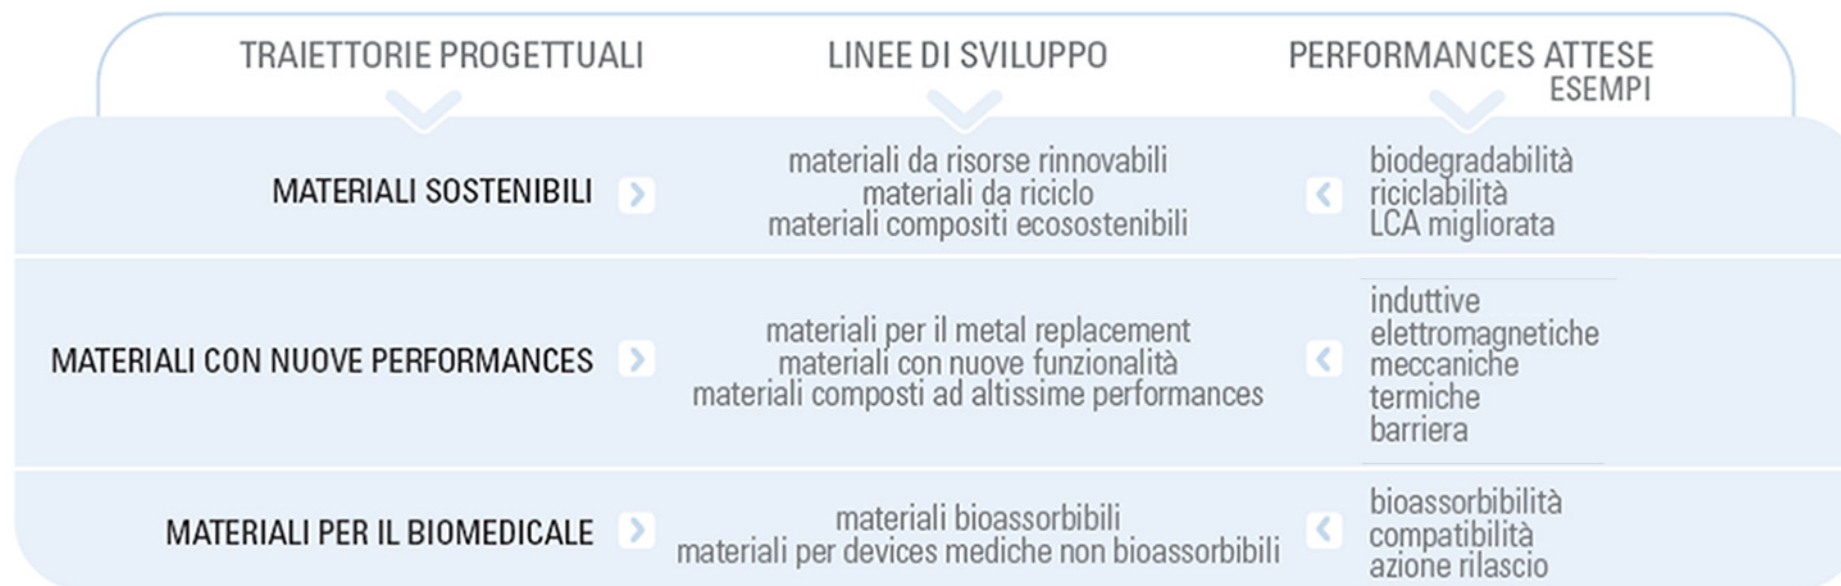 TRAIETTORIE PROGETTUALI
LINEE DI SVILUPPO
PERFORMANCES ATTESE
ESEMPI
MATERIALI SOSTENIBILI
materiali da risorse rinnovabili
materiali da riciclo
materiali compositi ecosostenibili
biodegradabilità
riciclabilità
LCA migliorata
MATERIALI CON NUOVE PERFORMANCES
materiali per il metal replacement
materiali con nuove funzionalità
materiali composti ad altissime performances
induttive
elettromagnetiche
meccaniche
termiche
barriera
MATERIALI PER IL BIOMEDICALE
materiali bioassorbibili
materiali per devices mediche non bioassorbibili
bioassorbibilità
compatibilità
azione rilascio